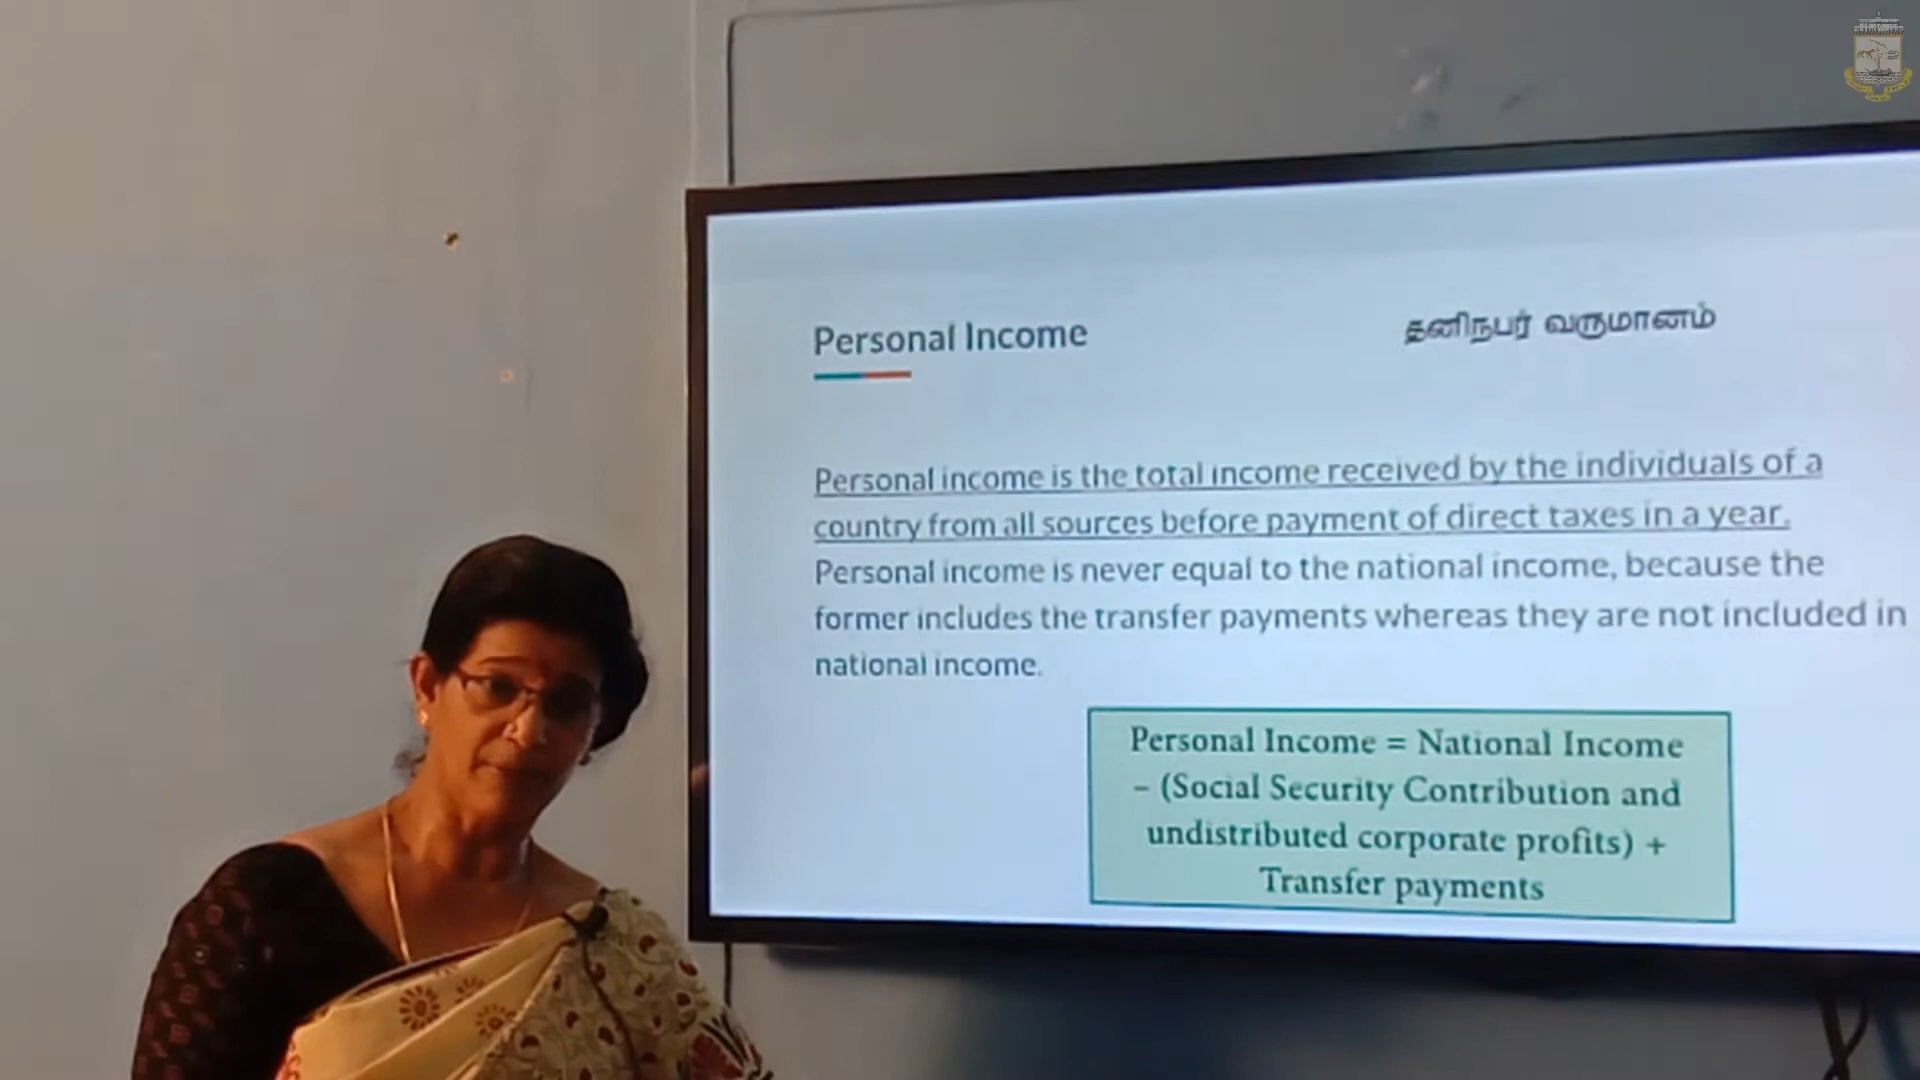 Personal Income
தனிநபர் வருமானம்
Personal income is the total income received by the individuals of a
country from all sources before payment of direct taxes in a year.
Personal income is never equal to the national income, because the
former includes the transfer payments whereas they are not included in
national income.
Personal Income = National Income
– (Social Security Contribution and
undistributed corporate profits) +
Transfer payments